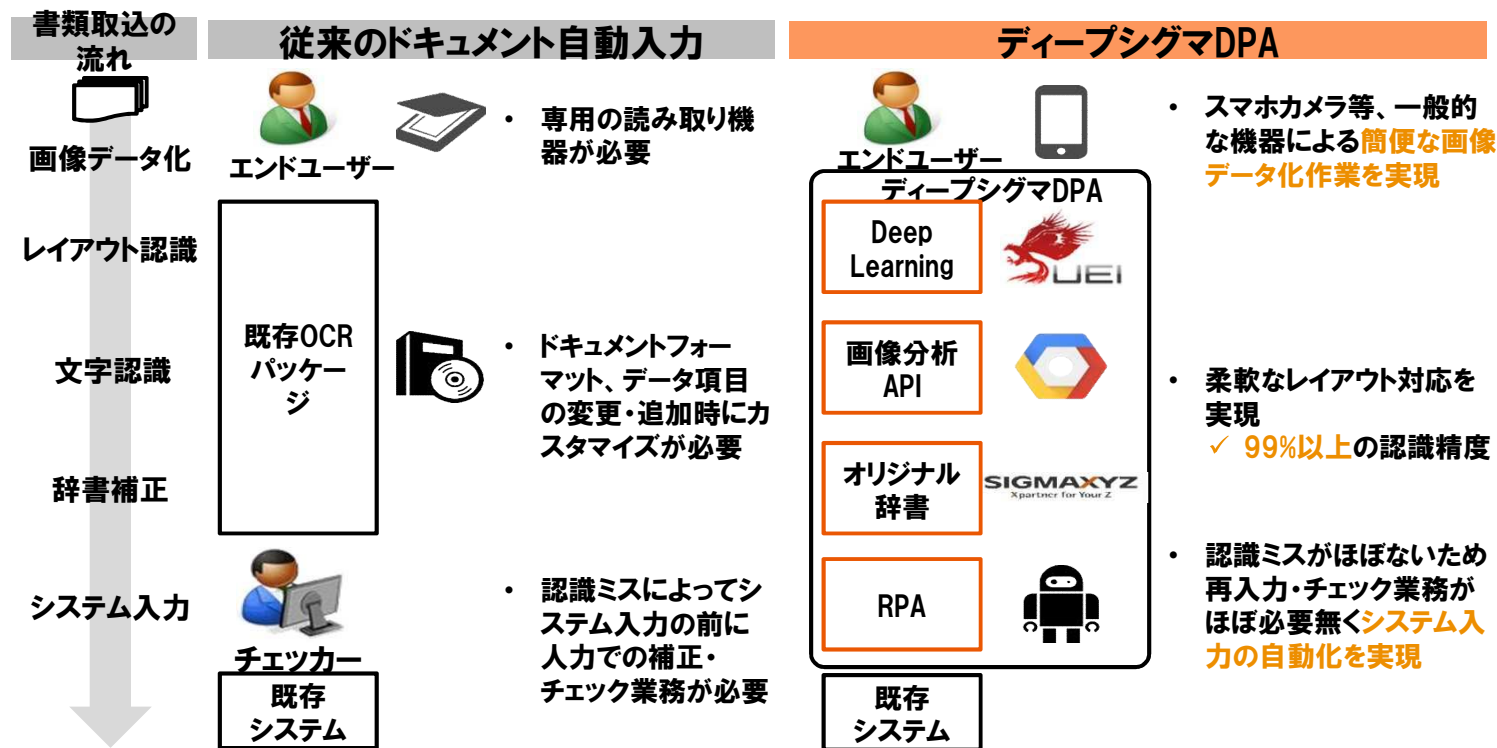 書類取込の
流れ
従来のドキュメント自動入力
ディープシグマDPA
画像データ化
レイアウト認識
文字認識
辞書補正
システム入力
エンドユーザー
・ 専用の読み取り機
器が必要
既存OCR
パッケー
ジ
・ ドキュメントフォー
マット、データ項目
の変更・追加時にカ
スタマイズが必要
チェッカー
・ 認識ミスによってシ
ステム入力の前に
人力での補正・
チェック業務が必要
既存
システム
エンドユーザー
・ スマホカメラ等、一般的
な機器による簡便な画像
データ化作業を実現
ディープシグマDPA
Deep
Learning
UEI
画像分析
API
オリジナル
辞書
SIGMAXYZ
Xpartner for Your Z
RPA
・ 柔軟なレイアウト対応を
実現
✓ 99%以上の認識精度
・ 認識ミスがほぼないため
再入力・チェック業務が
ほぼ必要無くシステム入
力の自動化を実現
既存
システム